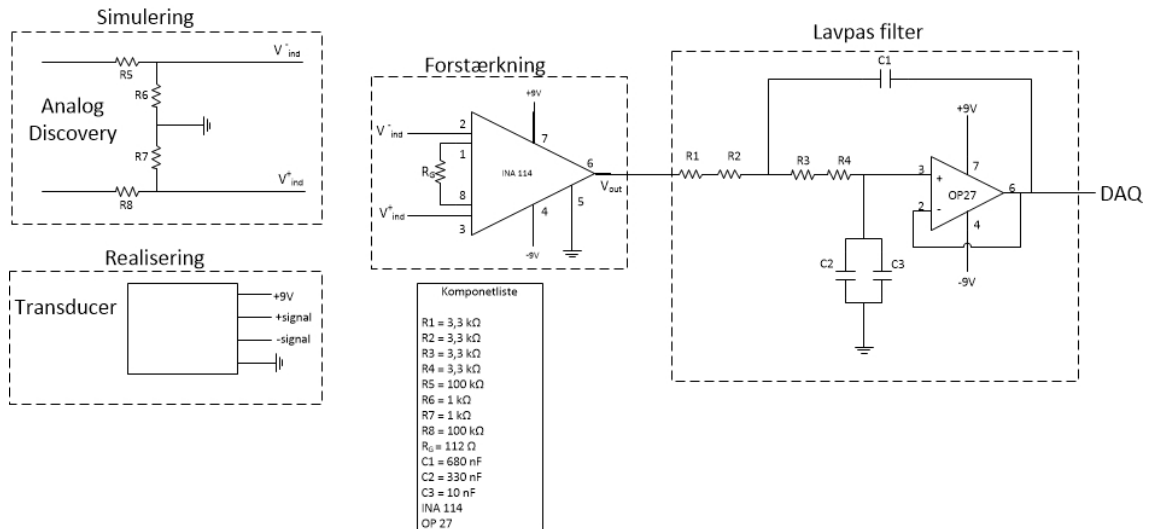 Simulering
V⁻ind
R5
R6
Analog
Discovery
R7
V⁺ind
R8
Realisering
Transducer
+9V
+signal
-signal
Forstærkning
+9V
V⁻ind
2
7
1
RG
INA 114
6
Vout
8
5
V⁺ind
4
3
-9V
Komponetliste
R1 = 3,3 kΩ
R2 = 3,3 kΩ
R3 = 3,3 kΩ
R4 = 3,3 kΩ
R5 = 100 kΩ
R6 = 1 kΩ
R7 = 1 kΩ
R8 = 100 kΩ
RG = 112 Ω
C1 = 680 nF
C2 = 330 nF
C3 = 10 nF
INA 114
OP 27
Lavpas filter
C1
+9V
R1
R2
R3
R4
3
7
+
OP27
6
DAQ
2
-
4
C2
C3
-9V